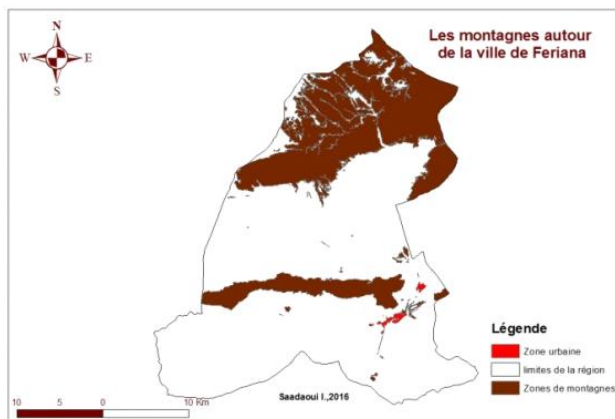 Les montagnes autour
de la ville de Feriana
N
W E
S
Légende
Zone urbaine
limites de la région
Zones de montagnes
10 5 0 10 Km
Saadaoui I.,2016